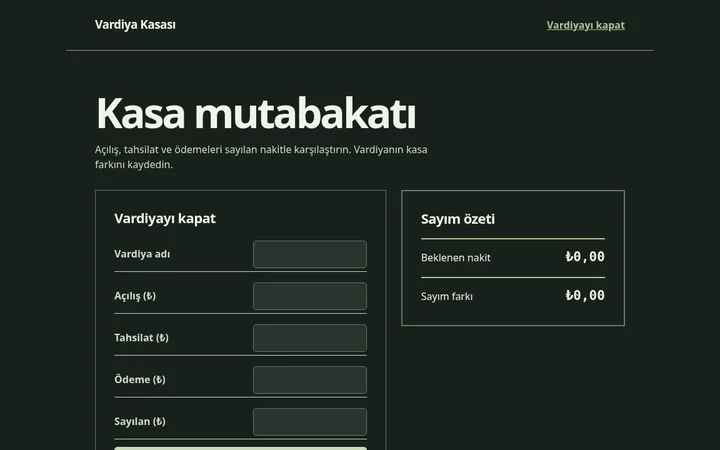 Vardiya Kasası
Vardiyayı kapat
Kasa mutabakatı
Açılış, tahsilat ve ödemeleri sayılan nakitle karşılaştırın. Vardiyanın kasa
farkını kaydedin.
Vardiyayı kapat
Vardiya adı
Açılış (₺)
Tahsilat (₺)
Ödeme (₺)
Sayılan (₺)
Sayım özeti
Beklenen nakit
₺0,00
Sayım farkı
₺0,00